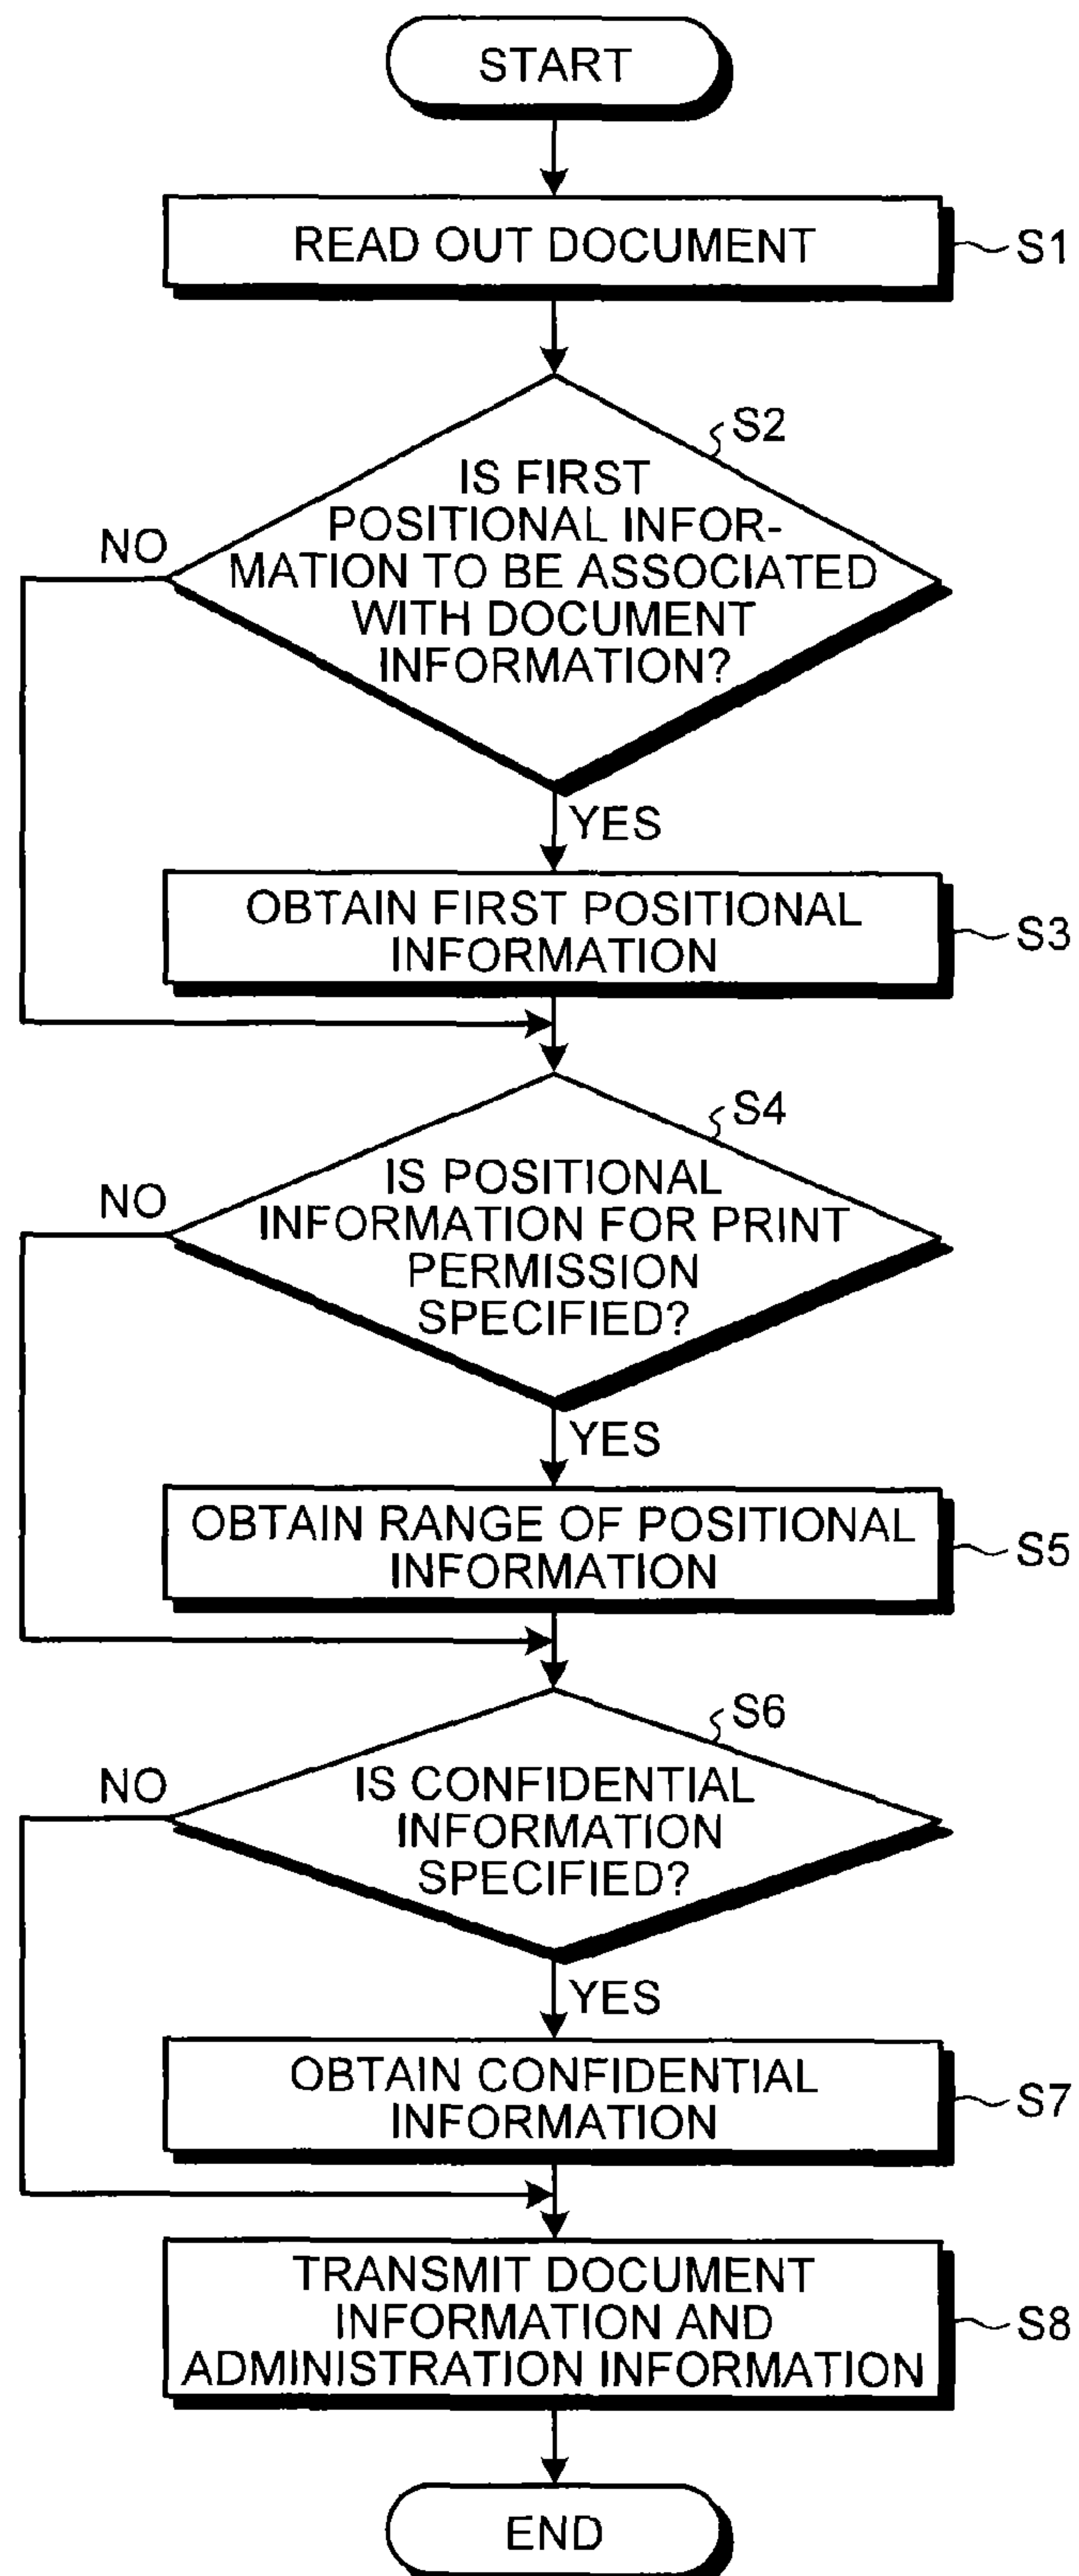 START
READ OUT DOCUMENT
S1
S2
IS FIRST
POSITIONAL INFOR-
MATION TO BE ASSOCIATED
WITH DOCUMENT
INFORMATION?
NO
YES
OBTAIN FIRST POSITIONAL
INFORMATION
S3
S4
IS POSITIONAL
INFORMATION FOR PRINT
PERMISSION
SPECIFIED?
NO
YES
OBTAIN RANGE OF POSITIONAL
INFORMATION
S5
S6
IS CONFIDENTIAL
INFORMATION
SPECIFIED?
NO
YES
OBTAIN CONFIDENTIAL
INFORMATION
S7
TRANSMIT DOCUMENT
INFORMATION AND
ADMINISTRATION INFORMATION
S8
END